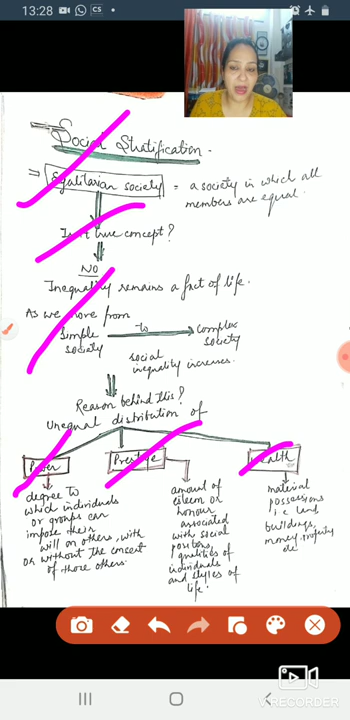 13:28
CS
Social Stratification.
⇒ Egalitarian society = a society in which all
members are equal.
Is it true concept?
NO
Inequality remains a fact of life.
As we move from
Simple society to Complex society
social
inequality increases.
Reason behind this?
Unequal distribution of
Power Prestige Wealth
degree to
which individuals
or groups can
impose their
will on others, with
or without the concent
of those others.
amount of
esteem or
honour
associated
with social
positons,
qualities of
individuals
and styles of
life.
material
possessions
i.e land,
buildings,
money, property
etc.
VRECORDER